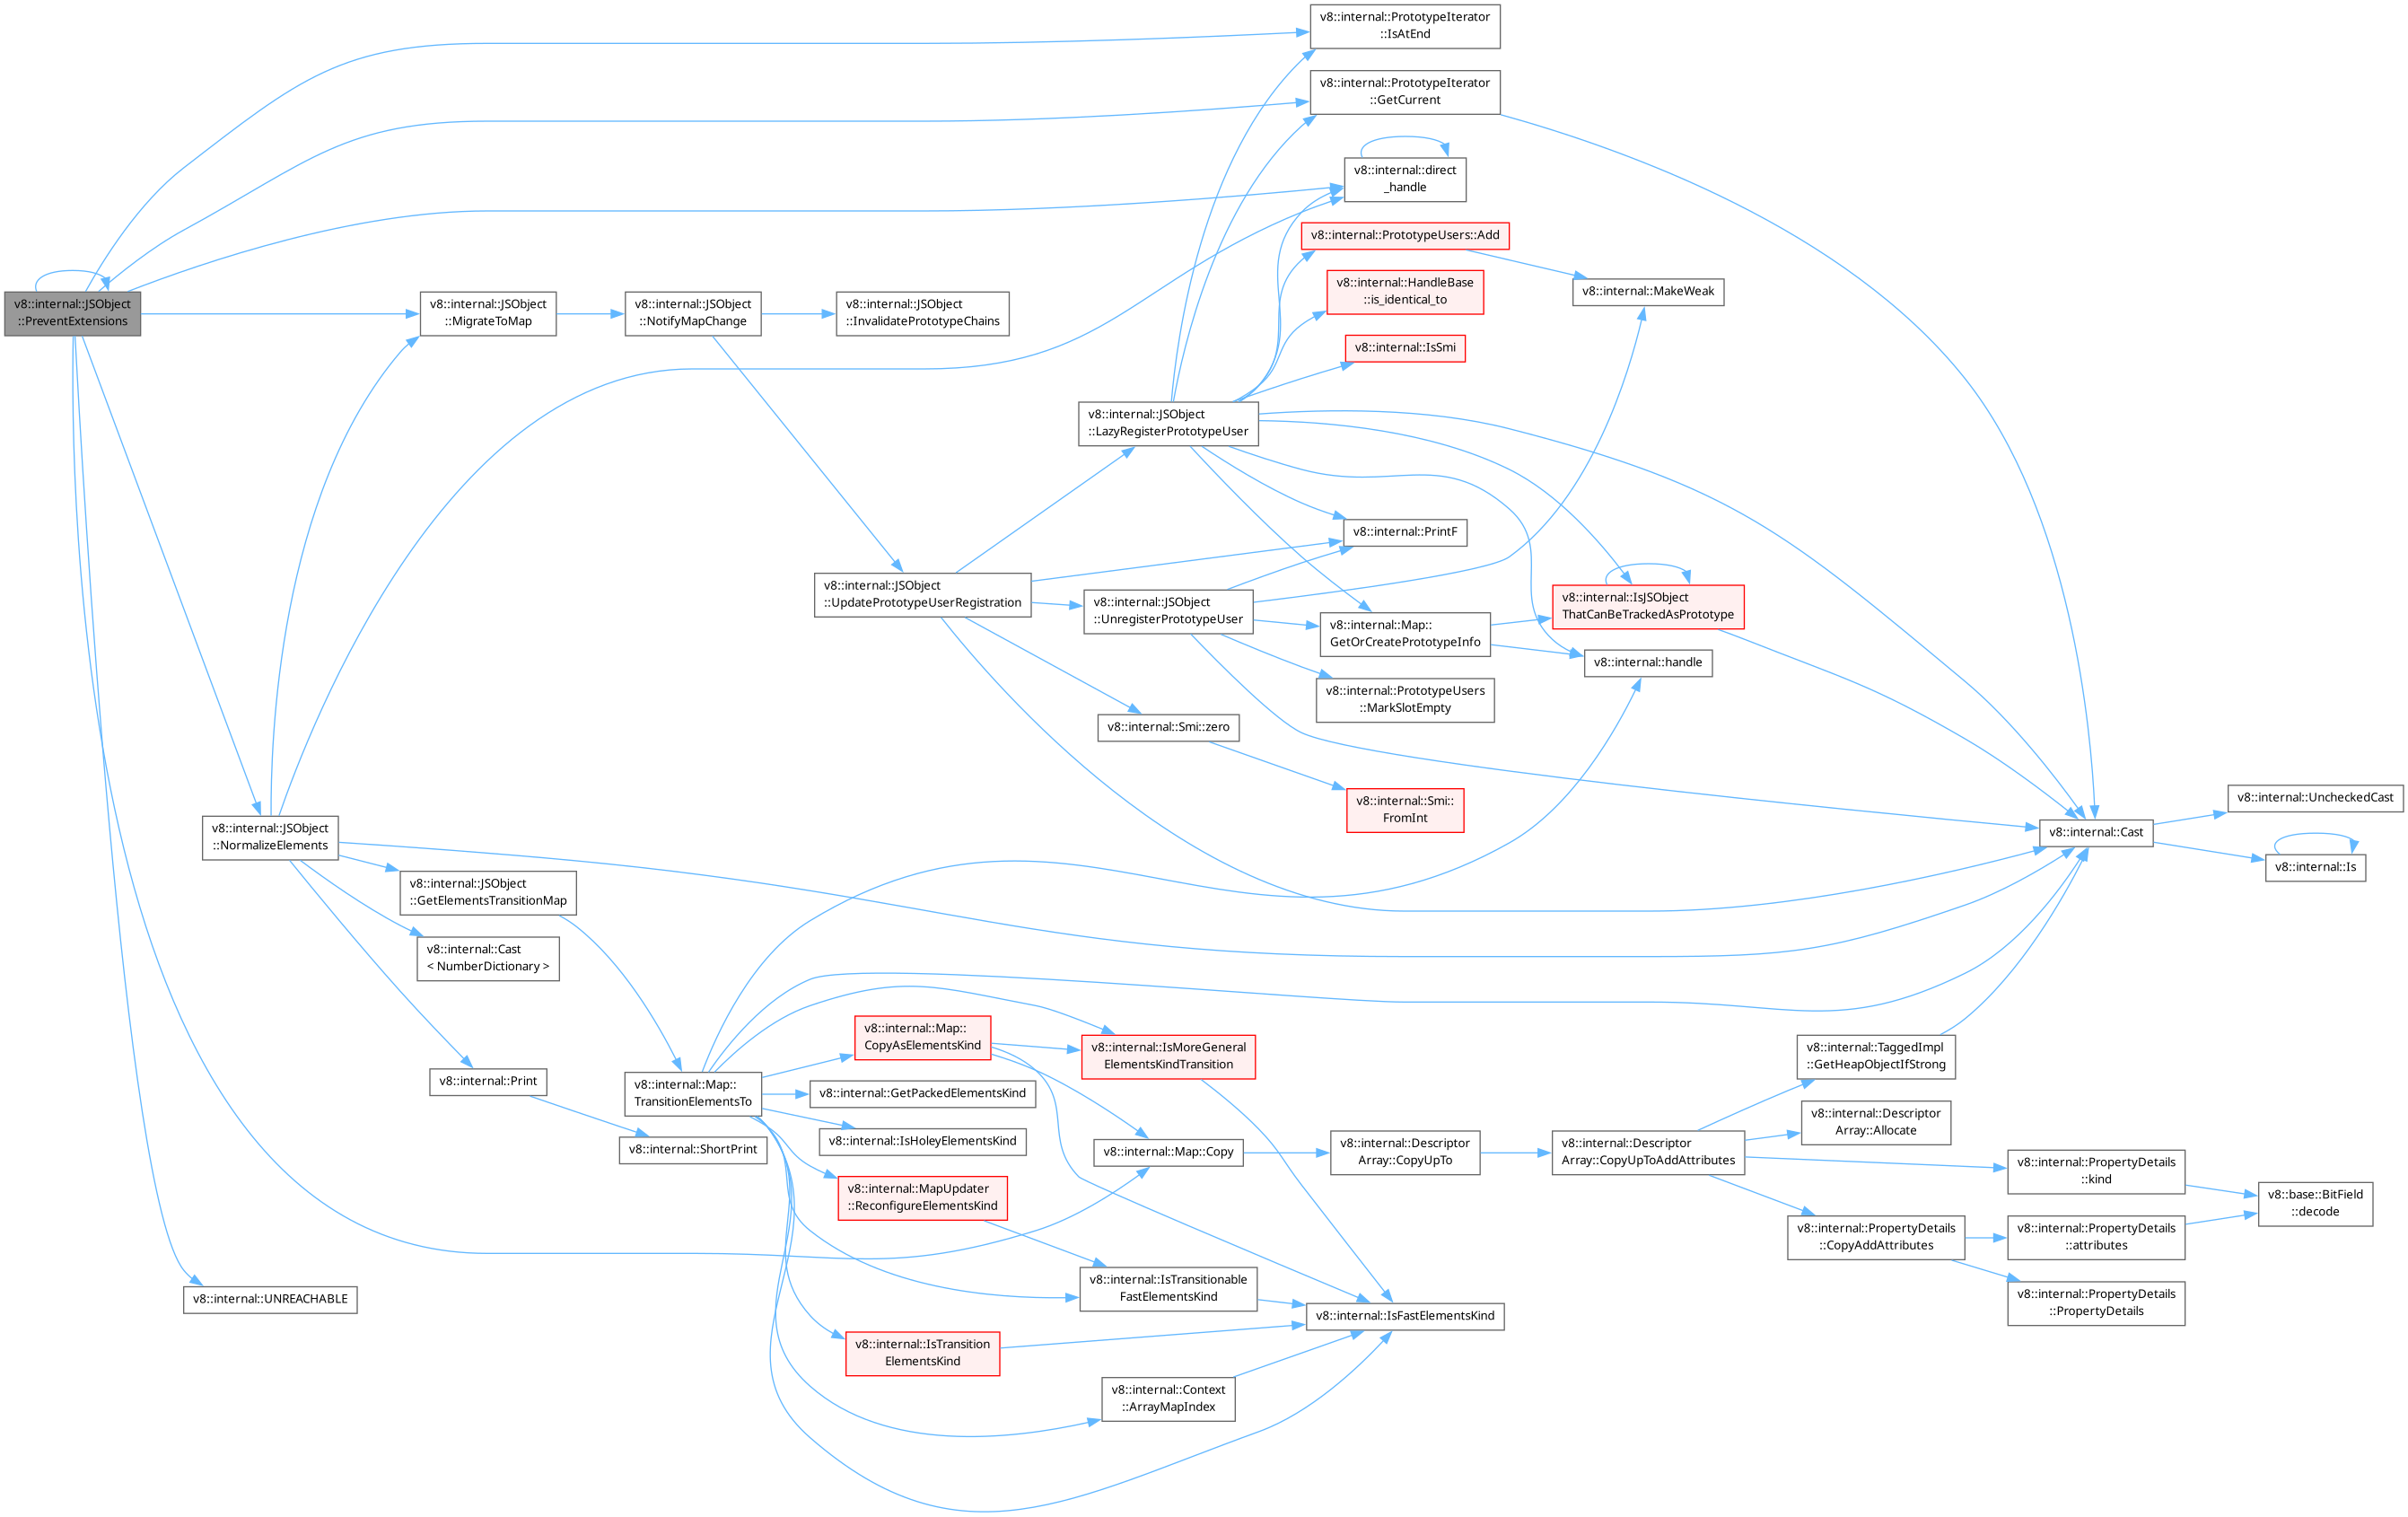 v8::internal::PrototypeIterator
::IsAtEnd
v8::internal::PrototypeIterator
::GetCurrent
v8::internal::direct
_handle
v8::internal::PrototypeUsers::Add
v8::internal::JSObject
::PreventExtensions
v8::internal::JSObject
::MigrateToMap
v8::internal::JSObject
::NotifyMapChange
v8::internal::JSObject
::InvalidatePrototypeChains
v8::internal::HandleBase
::is_identical_to
v8::internal::MakeWeak
v8::internal::IsSmi
v8::internal::JSObject
::LazyRegisterPrototypeUser
v8::internal::PrintF
v8::internal::JSObject
::UpdatePrototypeUserRegistration
v8::internal::JSObject
::UnregisterPrototypeUser
v8::internal::Map::
GetOrCreatePrototypeInfo
v8::internal::IsJSObject
ThatCanBeTrackedAsPrototype
v8::internal::handle
v8::internal::PrototypeUsers
::MarkSlotEmpty
v8::internal::Smi::zero
v8::internal::Smi::
FromInt
v8::internal::UncheckedCast
v8::internal::JSObject
::NormalizeElements
v8::internal::Cast
v8::internal::Is
v8::internal::JSObject
::GetElementsTransitionMap
v8::internal::Cast
< NumberDictionary >
v8::internal::Print
v8::internal::ShortPrint
v8::internal::Map::
TransitionElementsTo
v8::internal::Map::
CopyAsElementsKind
v8::internal::IsMoreGeneral
ElementsKindTransition
v8::internal::TaggedImpl
::GetHeapObjectIfStrong
v8::internal::GetPackedElementsKind
v8::internal::IsHoleyElementsKind
v8::internal::Map::Copy
v8::internal::Descriptor
Array::CopyUpTo
v8::internal::Descriptor
Array::CopyUpToAddAttributes
v8::internal::Descriptor
Array::Allocate
v8::internal::PropertyDetails
::kind
v8::base::BitField
::decode
v8::internal::MapUpdater
::ReconfigureElementsKind
v8::internal::PropertyDetails
::CopyAddAttributes
v8::internal::PropertyDetails
::attributes
v8::internal::PropertyDetails
::PropertyDetails
v8::internal::UNREACHABLE
v8::internal::IsTransitionable
FastElementsKind
v8::internal::IsFastElementsKind
v8::internal::IsTransition
ElementsKind
v8::internal::Context
::ArrayMapIndex